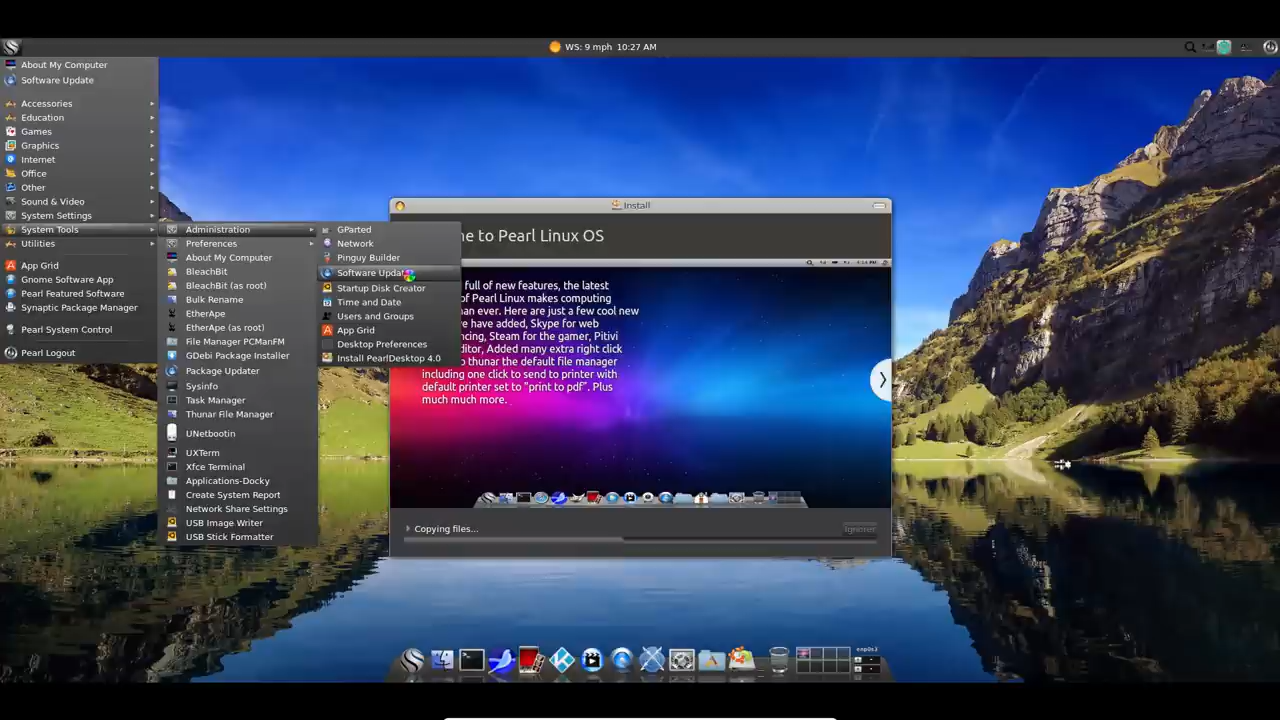 WS: 9 mph 10:27 AM
About My Computer
Software Update
Accessories
Education
Games
Graphics
Internet
Office
Other
Sound & Video
System Settings
System Tools
Utilities
App Grid
Gnome Software App
Pearl Featured Software
Synaptic Package Manager
Pearl System Control
Pearl Logout
Administration
Preferences
About My Computer
BleachBit
BleachBit (as root)
Bulk Rename
EtherApe
EtherApe (as root)
File Manager PCManFM
GDebi Package Installer
Package Updater
Sysinfo
Task Manager
Thunar File Manager
UNetbootin
UXTerm
Xfce Terminal
Applications-Docky
Create System Report
Network Share Settings
USB Image Writer
USB Stick Formatter
GParted
Network
Pinguy Builder
Software Updat
Startup Disk Creator
Time and Date
Users and Groups
App Grid
Desktop Preferences
Install PearlDesktop 4.0
Install
me to Pearl Linux OS
full of new features, the latest
of Pearl Linux makes computing
han ever. Here are just a few cool new
have added, Skype for web
ncing, Steam for the gamer, Pitivi
ditor, Added many extra right click
o thunar the default file manager
including one click to send to printer with
default printer set to "print to pdf". Plus
much much more.
Copying files...
Ignorer
enp0s3